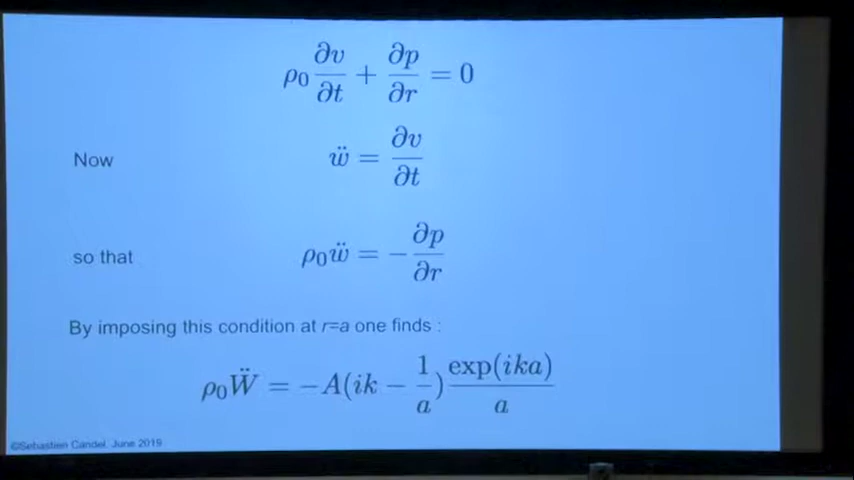 ρ₀ ∂v/∂t + ∂p/∂r = 0
Now ẅ = ∂v/∂t
so that ρ₀ẅ = −∂p/∂r
By imposing this condition at r=a one finds :
ρ₀Ẅ = −A(ik − 1/a) exp(ika)/a
©Sebastien Candel, June 2019